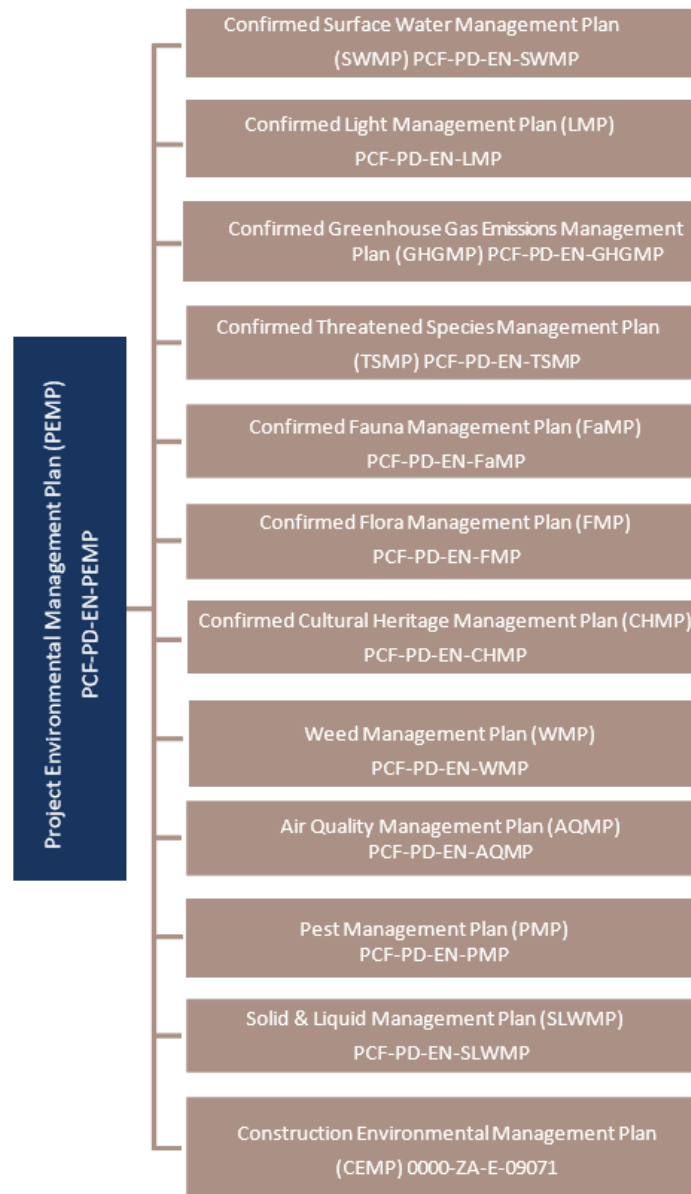 Project Environmental Management Plan (PEMP)
PCF-PD-EN-PEMP
Confirmed Surface Water Management Plan
(SWMP) PCF-PD-EN-SWMP
Confirmed Light Management Plan (LMP)
PCF-PD-EN-LMP
Confirmed Greenhouse Gas Emissions Management
Plan (GHGMP) PCF-PD-EN-GHGMP
Confirmed Threatened Species Management Plan
(TSMP) PCF-PD-EN-TSMP
Confirmed Fauna Management Plan (FaMP)
PCF-PD-EN-FaMP
Confirmed Flora Management Plan (FMP)
PCF-PD-EN-FMP
Confirmed Cultural Heritage Management Plan (CHMP)
PCF-PD-EN-CHMP
Weed Management Plan (WMP)
PCF-PD-EN-WMP
Air Quality Management Plan (AQMP)
PCF-PD-EN-AQMP
Pest Management Plan (PMP)
PCF-PD-EN-PMP
Solid & Liquid Management Plan (SLWMP)
PCF-PD-EN-SLWMP
Construction Environmental Management Plan
(CEMP) 0000-ZA-E-09071